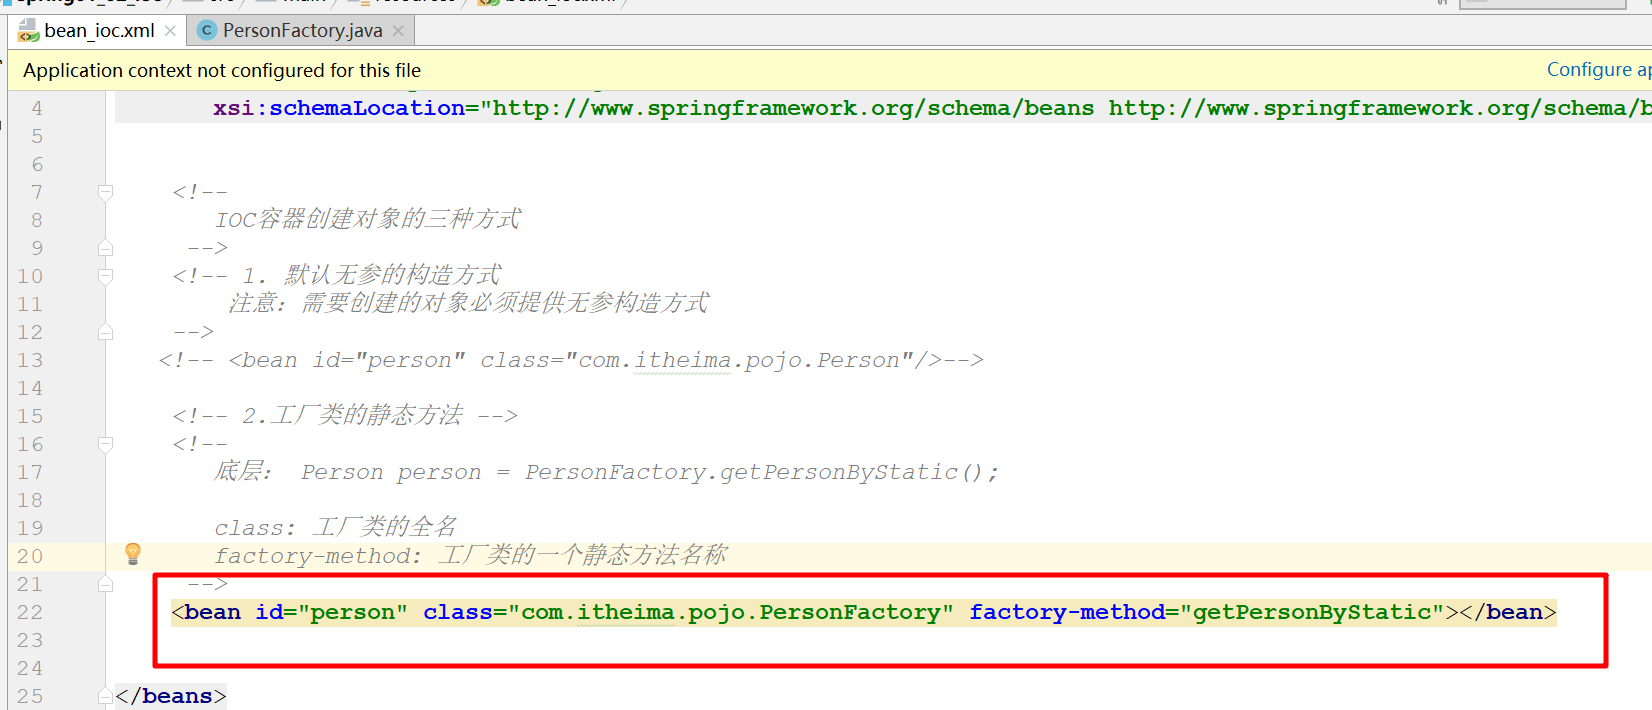 bean_ioc.xml
PersonFactory.java
Application context not configured for this file
4 xsi:schemaLocation="http://www.springframework.org/schema/beans http://www.springframework.org/schema/b
5
6
7 <!--
8 IOC容器创建对象的三种方式
9 -->
10 <!-- 1. 默认无参的构造方式
11 注意：需要创建的对象必须提供无参构造方式
12 -->
13 <!-- <bean id="person" class="com.itheima.pojo.Person"/>-->
14
15 <!-- 2.工厂类的静态方法 -->
16 <!--
17 底层： Person person = PersonFactory.getPersonByStatic();
18
19 class: 工厂类的全名
20 factory-method: 工厂类的一个静态方法名称
21 -->
22 <bean id="person" class="com.itheima.pojo.PersonFactory" factory-method="getPersonByStatic"></bean>
23
24
25 </beans>